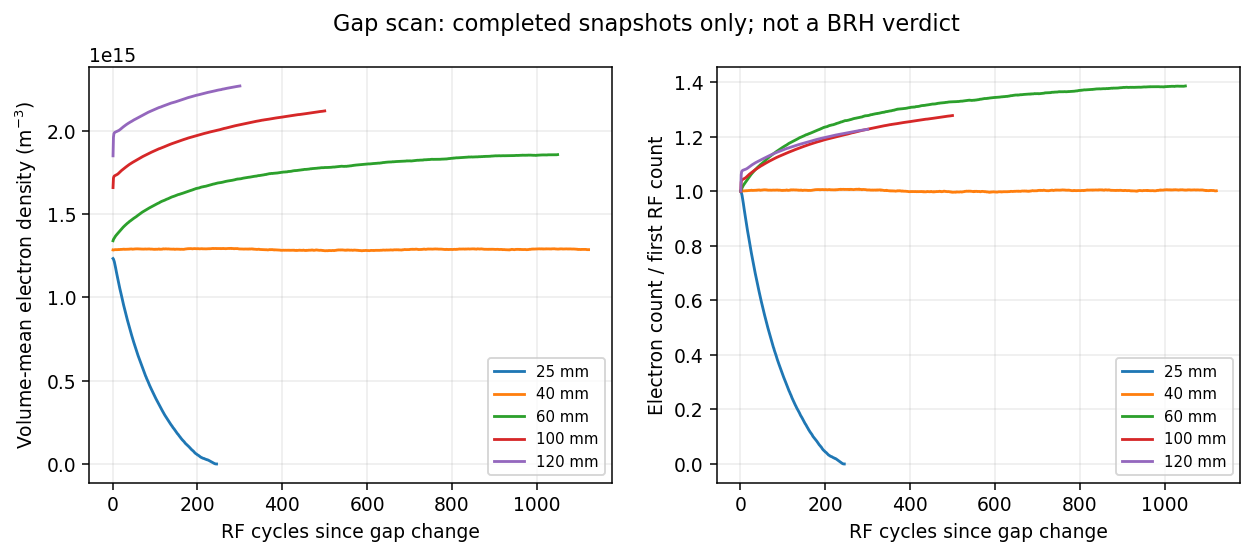 Gap scan: completed snapshots only; not a BRH verdict
1e15
Volume-mean electron density (m⁻³)
2.0
1.5
1.0
0.5
0.0
0
200
400
600
800
1000
RF cycles since gap change
25 mm
40 mm
60 mm
100 mm
120 mm
Electron count / first RF count
1.4
1.2
1.0
0.8
0.6
0.4
0.2
0.0
0
200
400
600
800
1000
RF cycles since gap change
25 mm
40 mm
60 mm
100 mm
120 mm